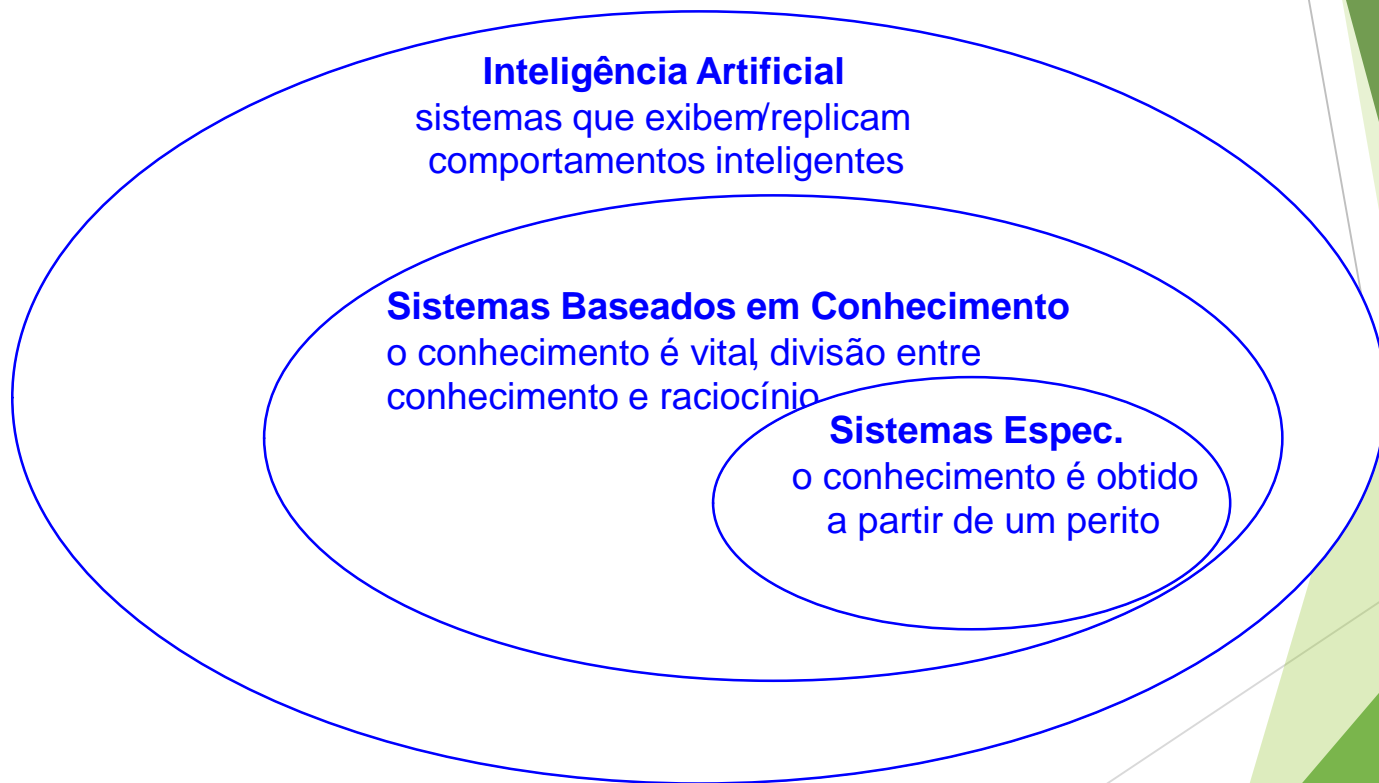 Inteligência Artificial
sistemas que exibem/replicam
comportamentos inteligentes
Sistemas Baseados em Conhecimento
o conhecimento é vital, divisão entre
conhecimento e raciocínio
Sistemas Espec.
o conhecimento é obtido
a partir de um perito